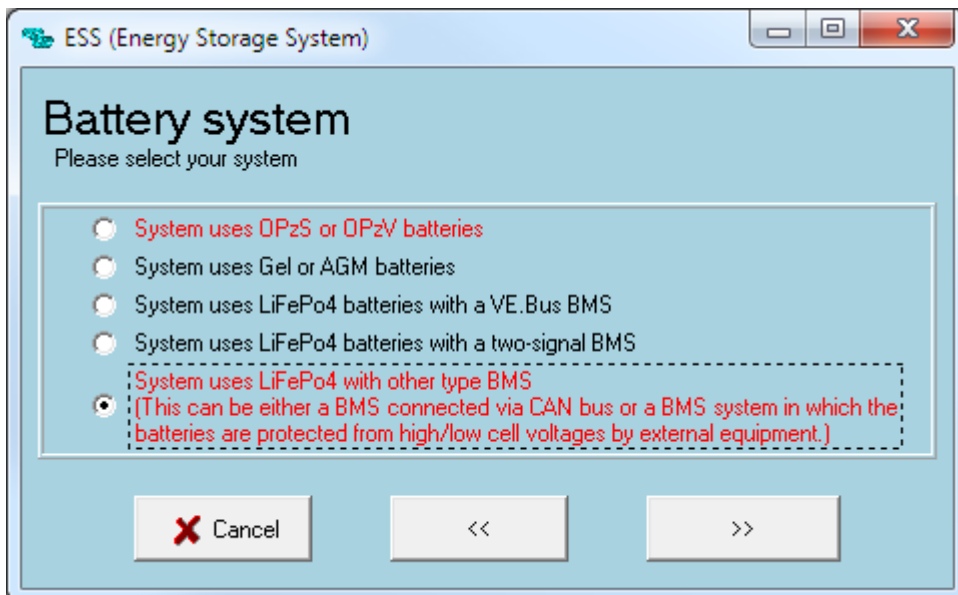 ESS (Energy Storage System)
Battery system
Please select your system
System uses OPzS or OPzV batteries
System uses Gel or AGM batteries
System uses LiFePo4 batteries with a VE.Bus BMS
System uses LiFePo4 batteries with a two-signal BMS
System uses LiFePo4 with other type BMS
(This can be either a BMS connected via CAN bus or a BMS system in which the
batteries are protected from high/low cell voltages by external equipment.)
Cancel << >>